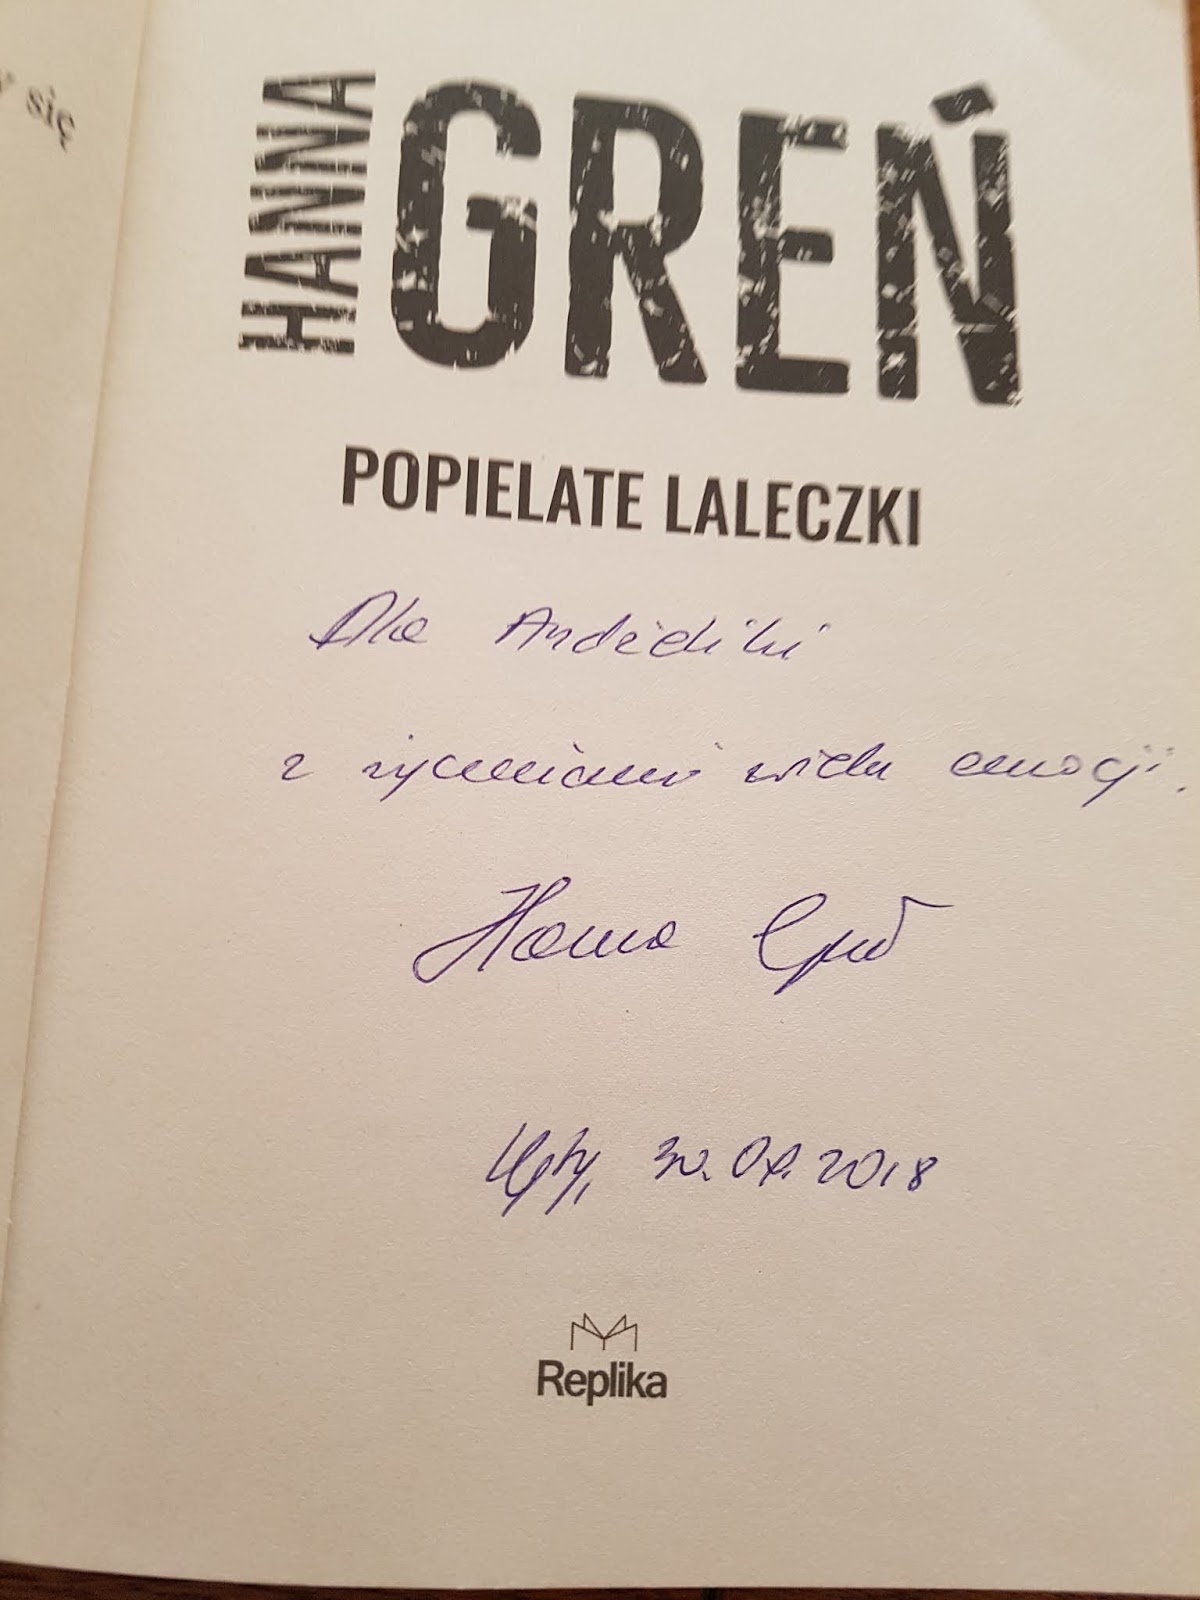 się
HANNA
GREŃ
POPIELATE LALECZKI
Dla
z życzeniami wielu emocji.
Hanna Greń
2018
Replika